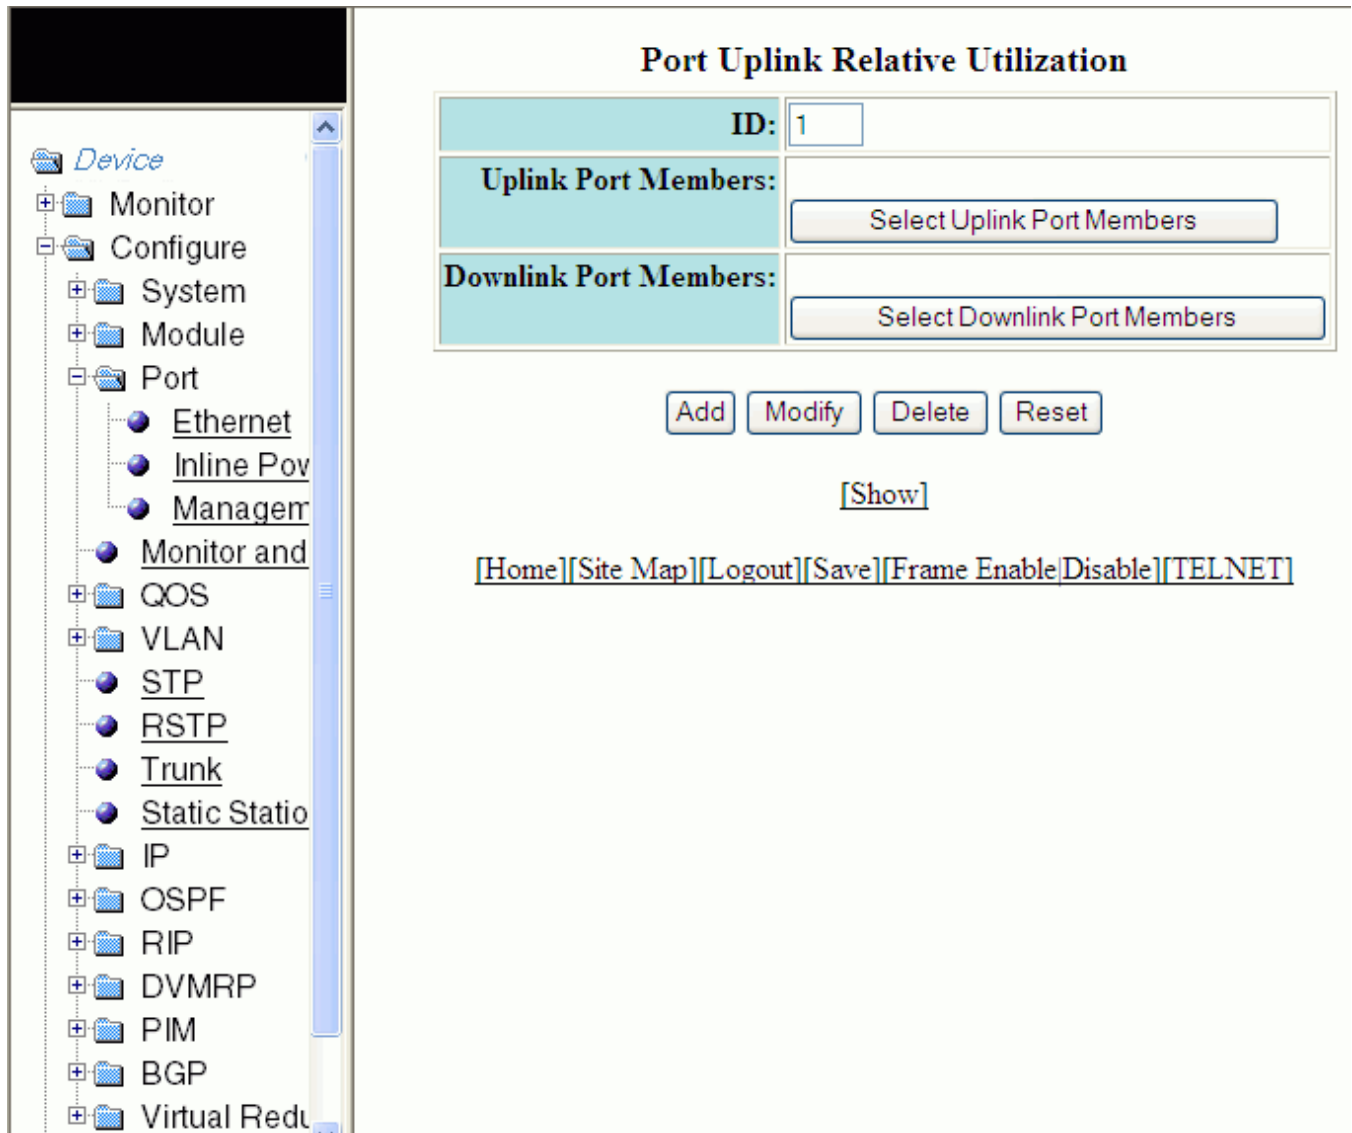 Device
Monitor
Configure
System
Module
Port
Ethernet
Inline Pow
Managem
Monitor and
QOS
VLAN
STP
RSTP
Trunk
Static Statio
IP
OSPF
RIP
DVMRP
PIM
BGP
Virtual Redu
Port Uplink Relative Utilization
ID: 1
Uplink Port Members:
Select Uplink Port Members
Downlink Port Members:
Select Downlink Port Members
Add Modify Delete Reset
[Show]
[Home][Site Map][Logout][Save][Frame Enable|Disable][TELNET]